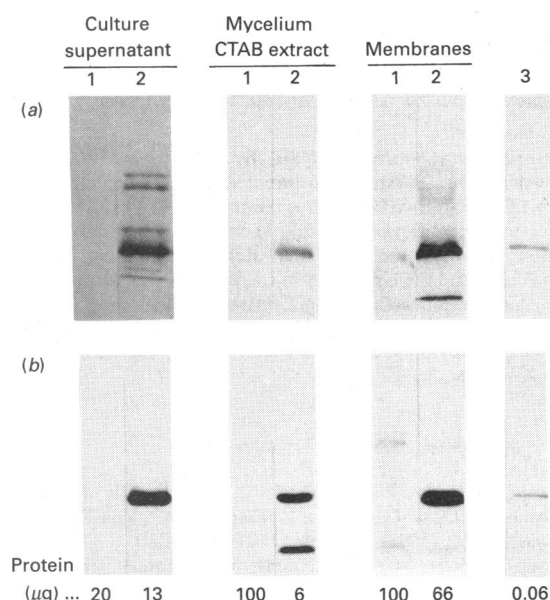 Culture supernatant
Mycelium CTAB extract
Membranes
1 2 1 2 1 2 3
(a)
(b)
Protein
(µg) ... 20 13 100 6 100 66 0.06